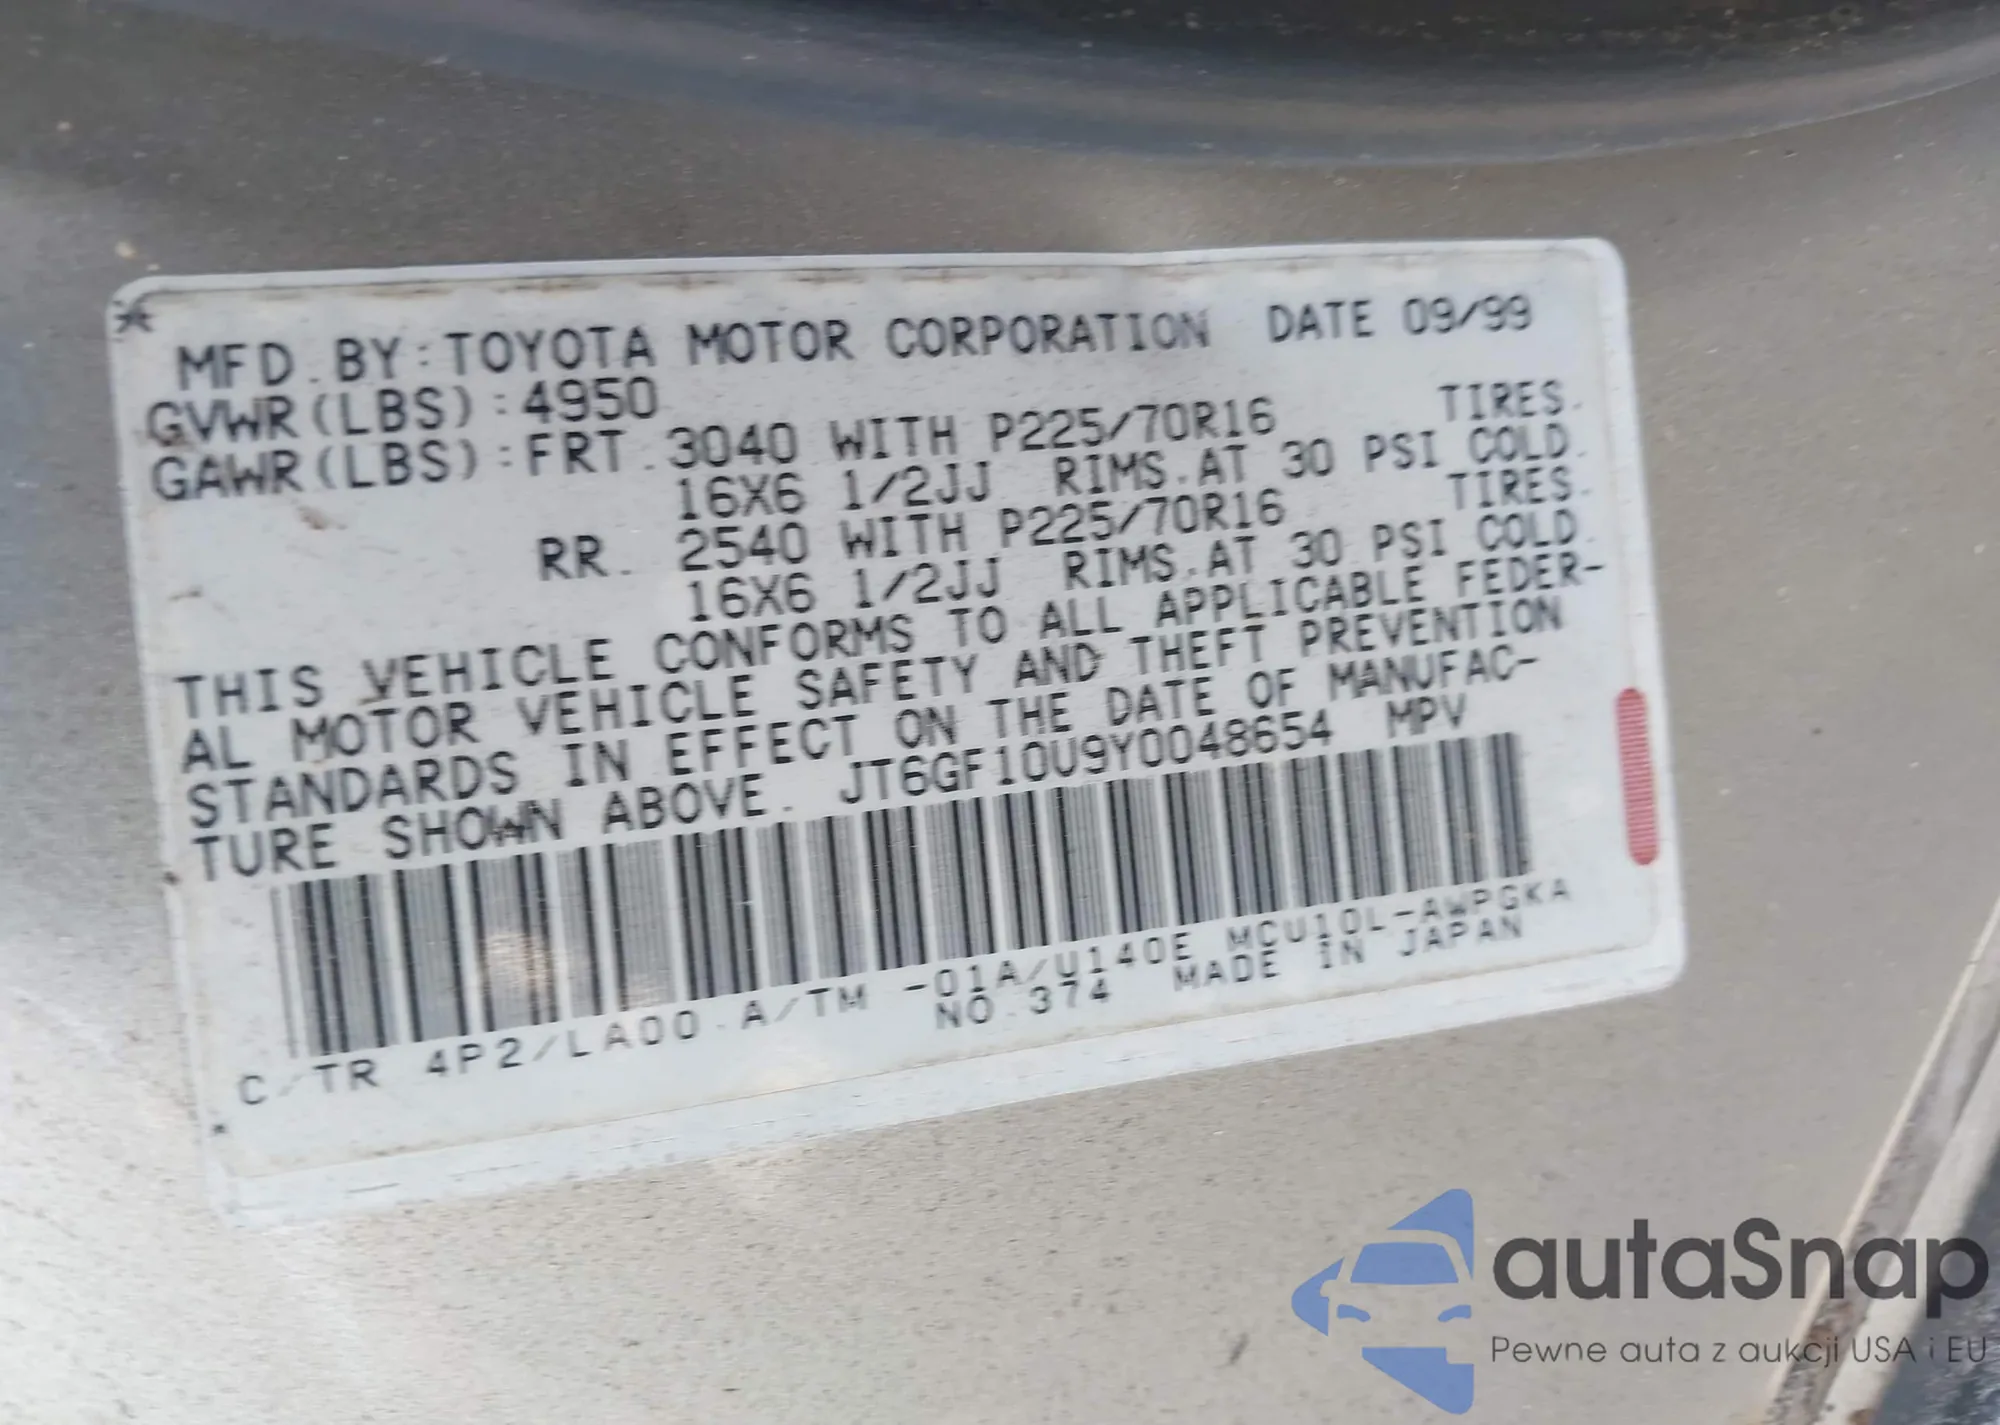 MFD.BY:TOYOTA MOTOR CORPORATION DATE 09/99
GVWR(LBS):4950
GAWR(LBS):FRT.3040 WITH P225/70R16 TIRES.
16X6 1/2JJ RIMS.AT 30 PSI COLD.
RR. 2540 WITH P225/70R16 TIRES.
16X6 1/2JJ RIMS.AT 30 PSI COLD.
THIS VEHICLE CONFORMS TO ALL APPLICABLE FEDER-
AL MOTOR VEHICLE SAFETY AND THEFT PREVENTION
STANDARDS IN EFFECT ON THE DATE OF MANUFAC-
TURE SHOWN ABOVE. JT6GF10U9Y0048654 MPV
C/TR 4P2/LA00 A/TM -01A/U140E MCU10L-AWPGKA
NO.374 MADE IN JAPAN
autaSnap
Pewne auta z aukcji USA i EU